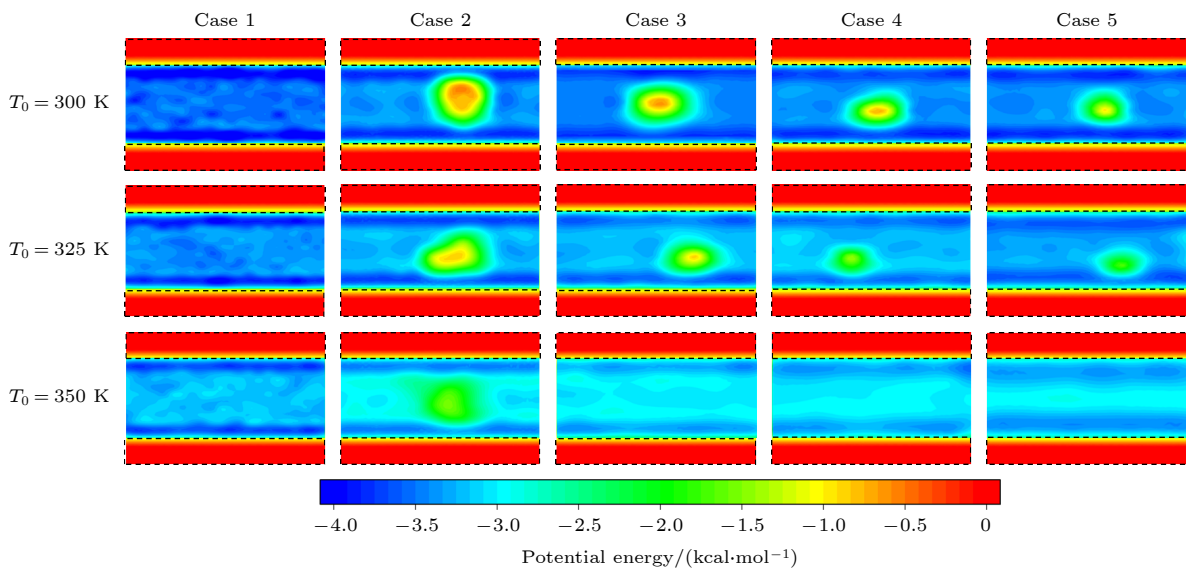 Case 1 Case 2 Case 3 Case 4 Case 5
T₀ = 300 K
T₀ = 325 K
T₀ = 350 K
−4.0 −3.5 −3.0 −2.5 −2.0 −1.5 −1.0 −0.5 0
Potential energy/(kcal·mol⁻¹)